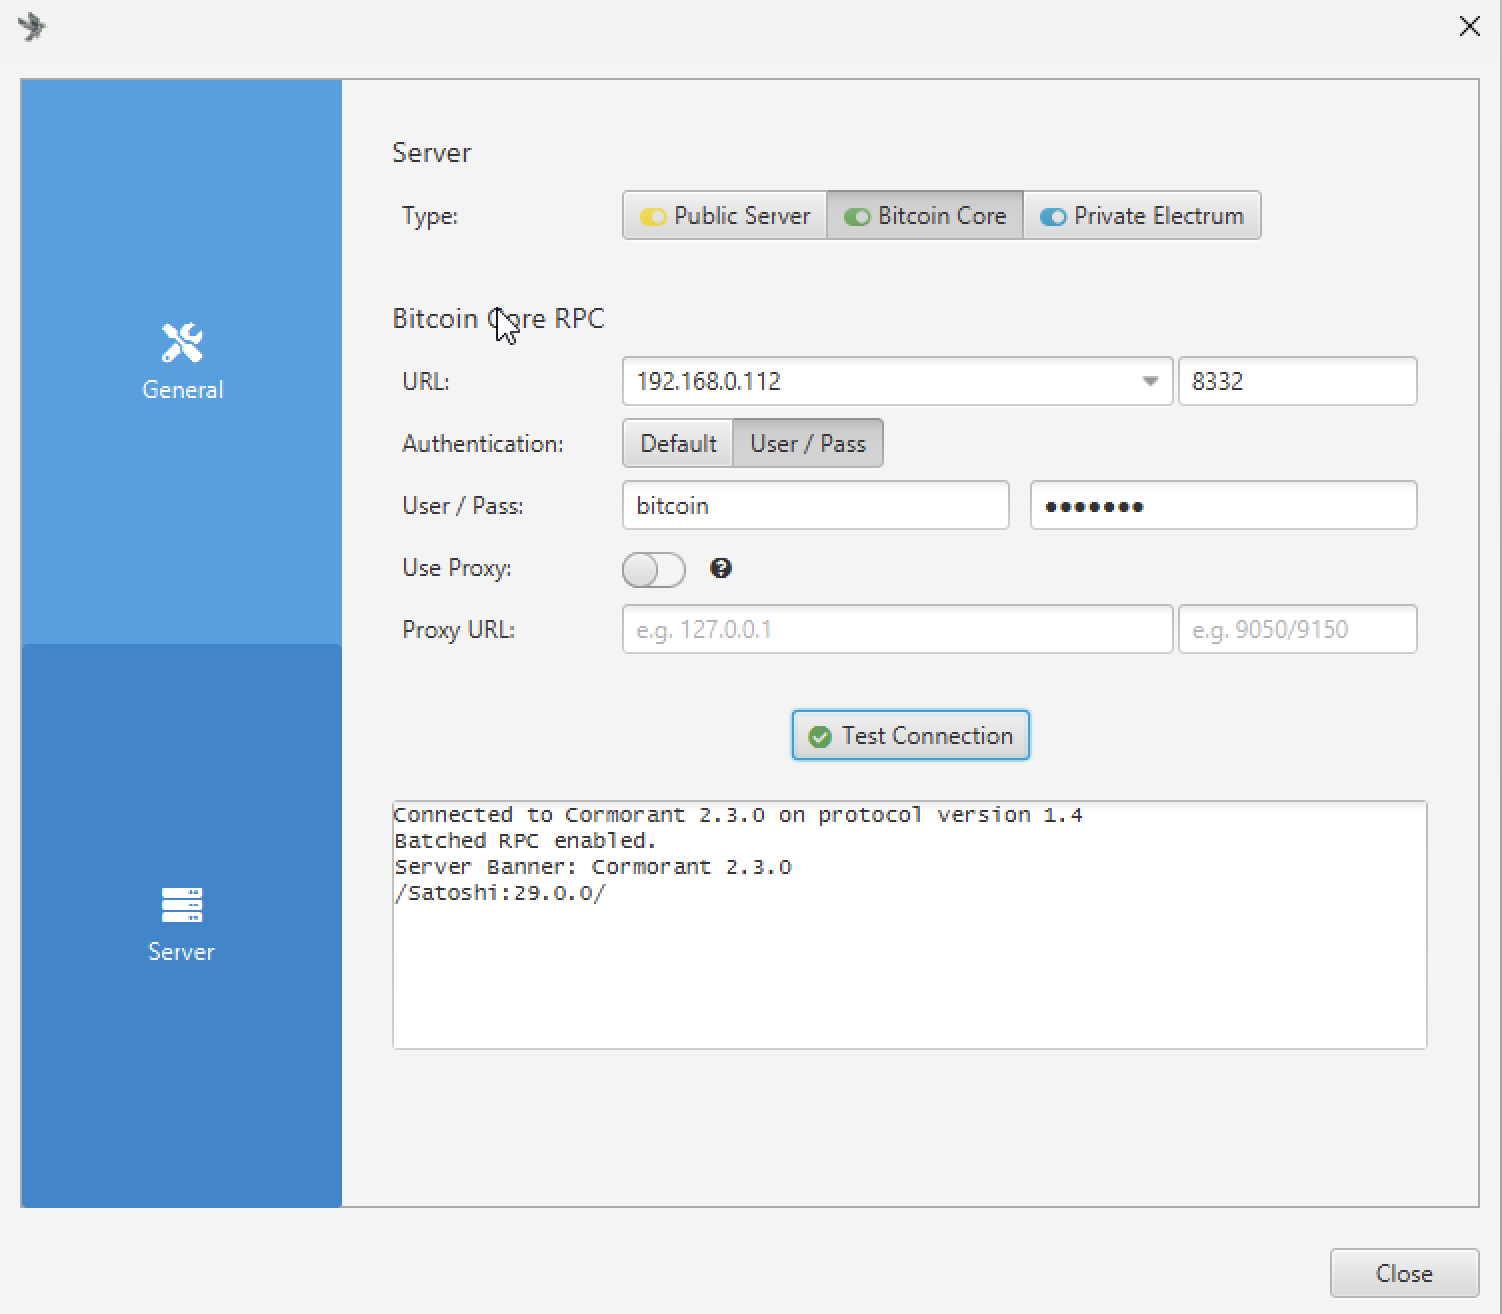 Server
Type: Public Server Bitcoin Core Private Electrum
Bitcoin Core RPC
URL: 192.168.0.112 8332
Authentication: Default User / Pass
User / Pass: bitcoin •••••••
Use Proxy:
Proxy URL: e.g. 127.0.0.1 e.g. 9050/9150
General
Test Connection
Connected to Cormorant 2.3.0 on protocol version 1.4
Batched RPC enabled.
Server Banner: Cormorant 2.3.0
/Satoshi:29.0.0/
Server
Close